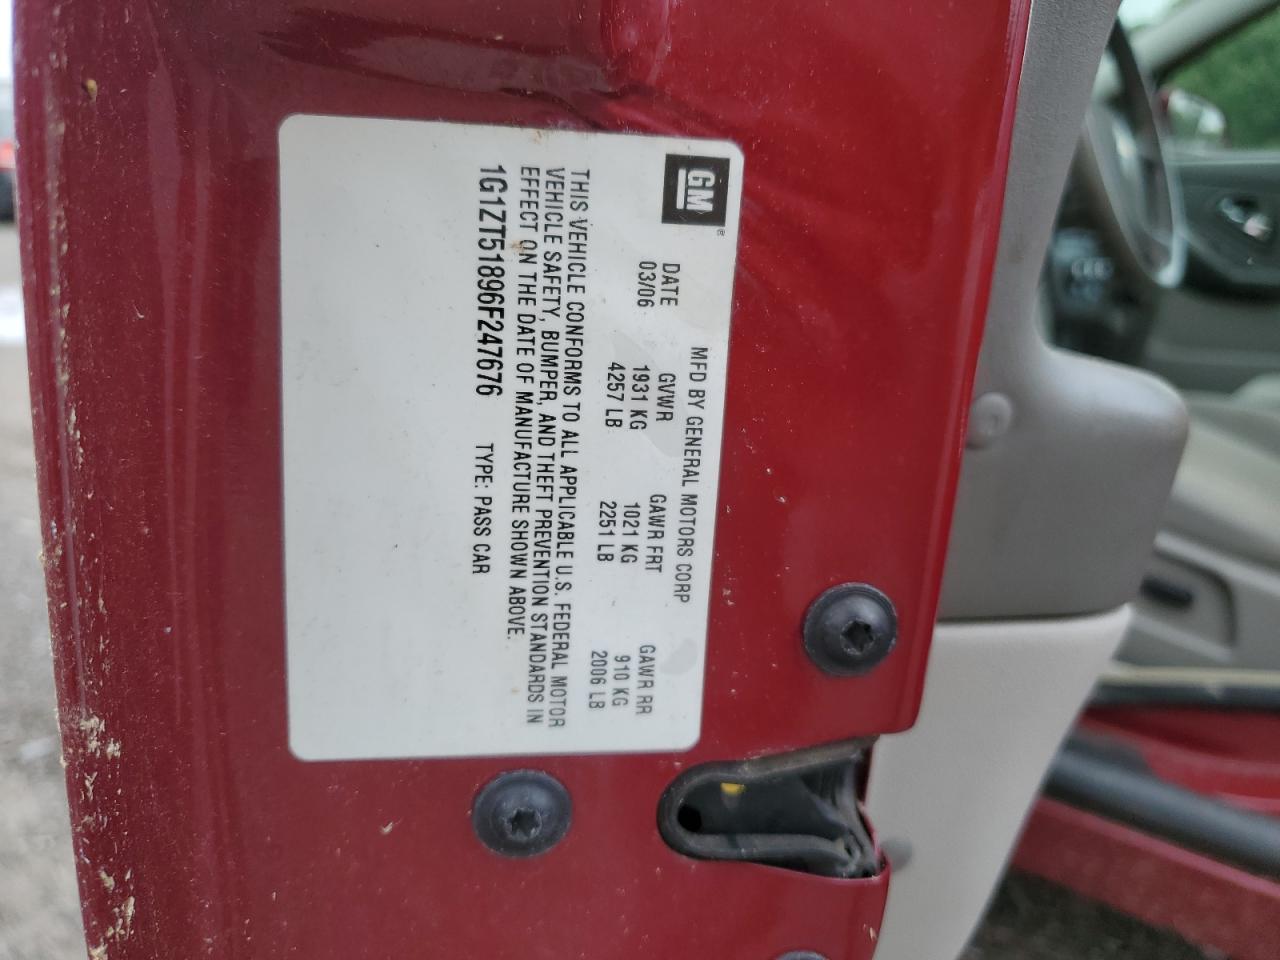 GM®
MFD BY GENERAL MOTORS CORP
DATE GVWR GAWR FRT GAWR RR
03/06 1931 KG 1021 KG 910 KG
4257 LB 2251 LB 2006 LB
THIS VEHICLE CONFORMS TO ALL APPLICABLE U.S. FEDERAL MOTOR
VEHICLE SAFETY, BUMPER, AND THEFT PREVENTION STANDARDS IN
EFFECT ON THE DATE OF MANUFACTURE SHOWN ABOVE.
1G1ZT51896F247676 TYPE: PASS CAR